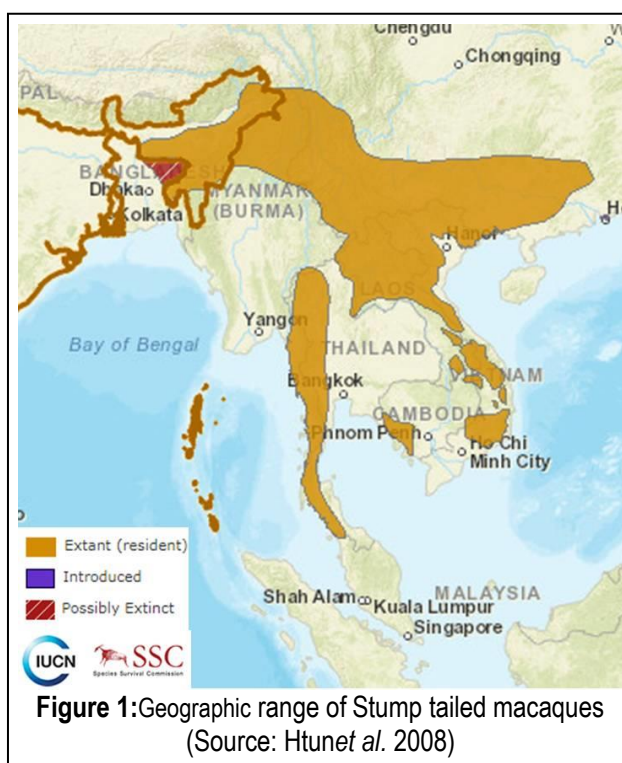 Chengdu
Chongqing
PAL
BANGLADESH
Dhaka
Kolkata
MYANMAR
(BURMA)
Hanoi
LAOS
Yangon
Bay of Bengal
THAILAND
Bangkok
VIETNAM
CAMBODIA
Phnom Penh
Ho Chi
Minh City
Extant (resident)
Introduced
Possibly Extinct
MALAYSIA
Shah Alam
Kuala Lumpur
Singapore
IUCN
SSC
Species Survival Commission
Figure 1:Geographic range of Stump tailed macaques
(Source: Htunet al. 2008)